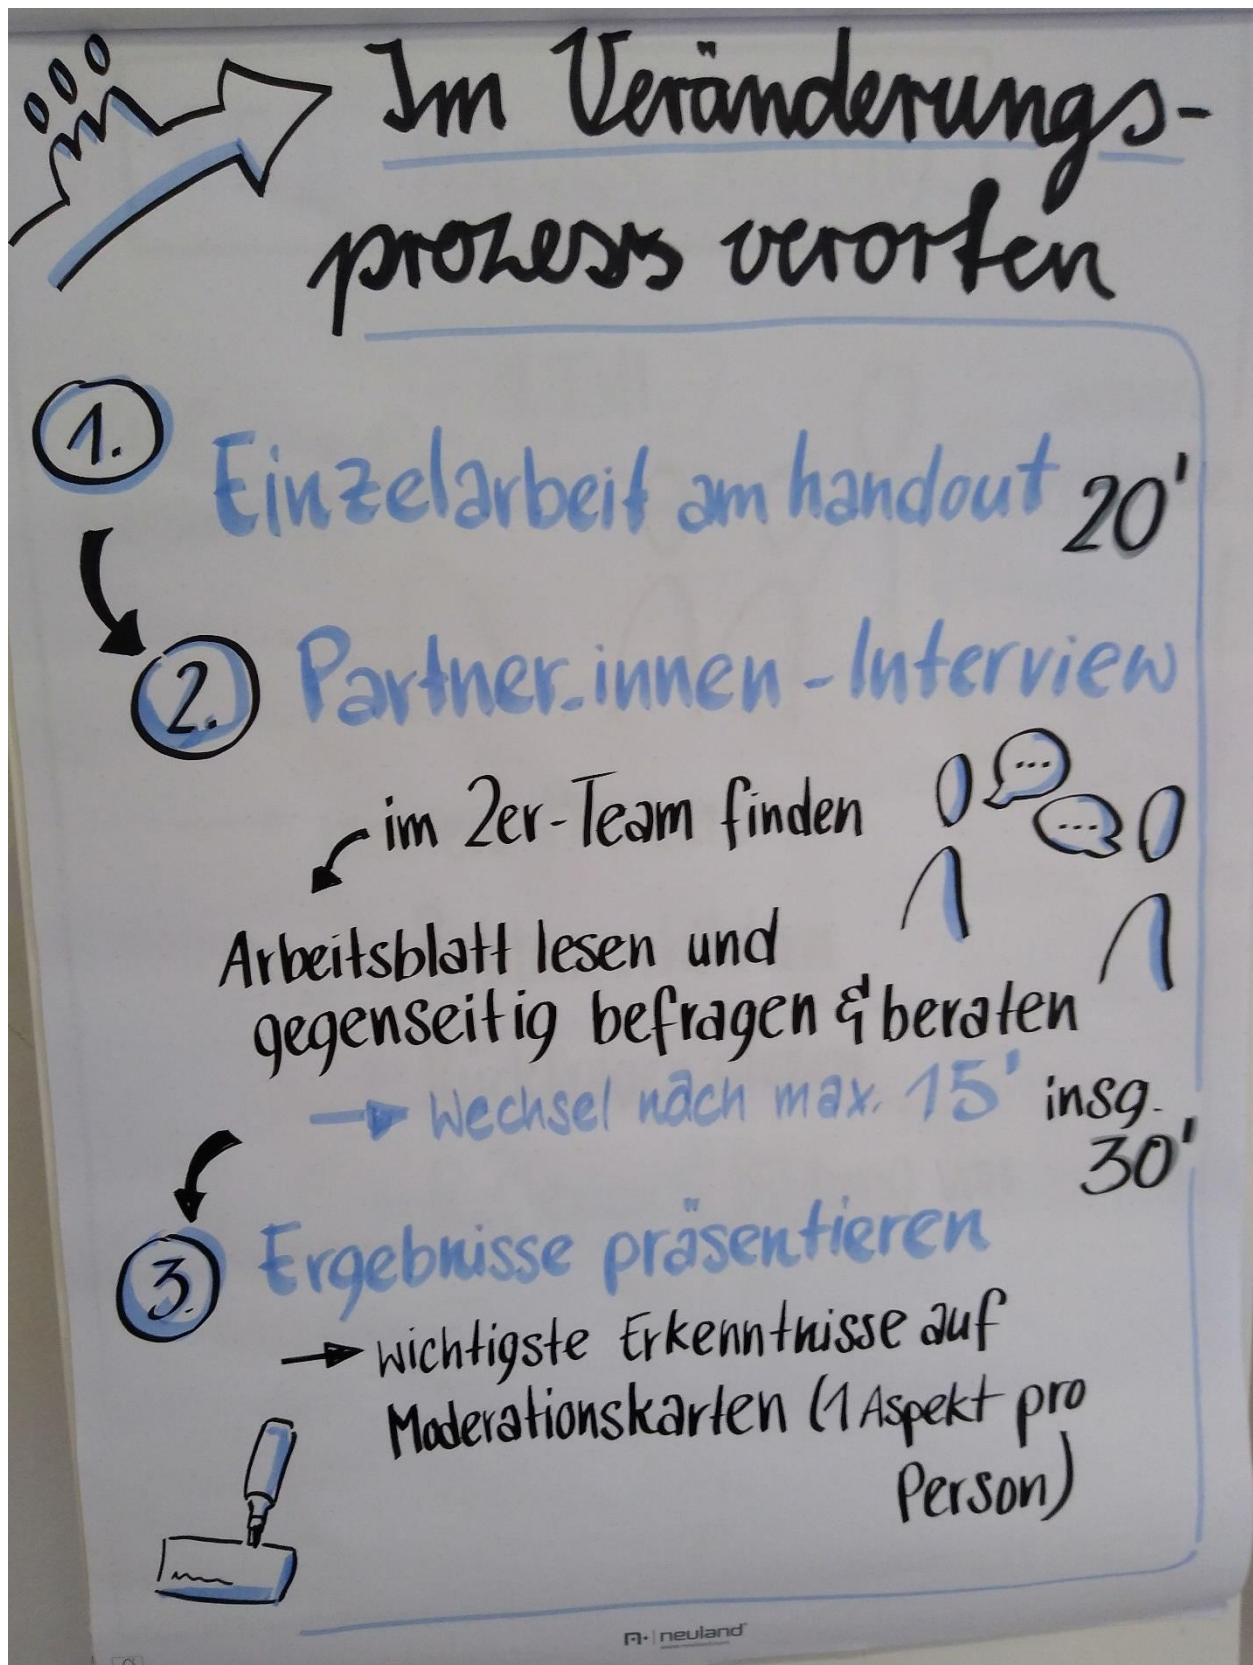 Im Veränderungs-
prozess verorten
1.
Einzelarbeit am handout 20'
2. Partner.innen - Interview
im 2er-Team finden
...
...
Arbeitsblatt lesen und
gegenseitig befragen & beraten
→ Wechsel nach max. 15' insg.
30'
3. Ergebnisse präsentieren
→ wichtigste Erkenntnisse auf
Moderationskarten (1 Aspekt pro
Person)
neuland